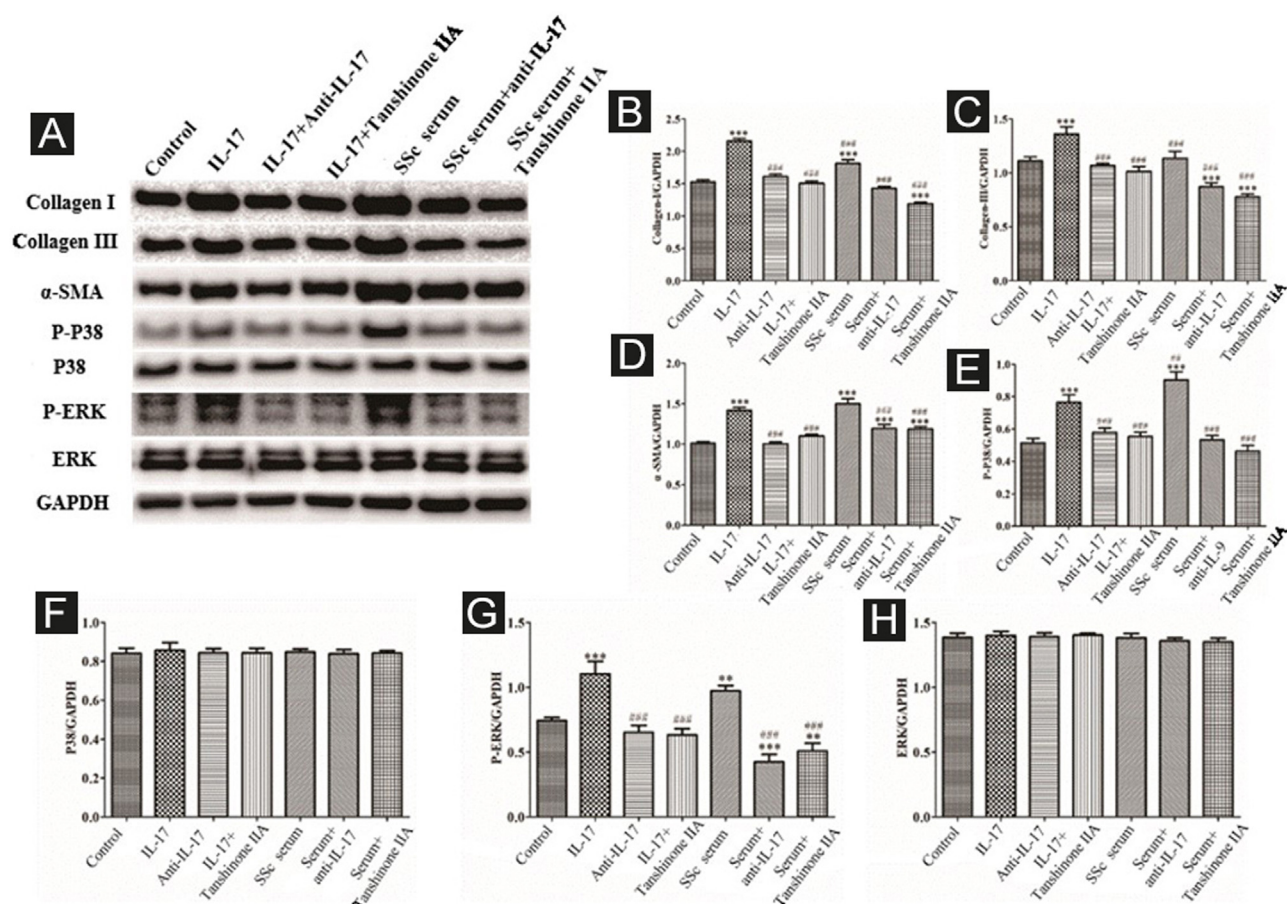 A
Control
IL-17
IL-17+Anti-IL-17
IL-17+Tanshinone IIA
SSc serum
SSc serum+anti-IL-17
SSc serum+
Tanshinone IIA
Collagen I
Collagen III
α-SMA
P-P38
P38
P-ERK
ERK
GAPDH
B
Collagen-I/GAPDH
2.5
2.0
1.5
1.0
0.5
0.0
***
###
###
###
***
###
###
***
Control
IL-17
Anti-IL-17
IL-17+
Tanshinone IIA
SSc serum
Serum+
anti-IL-17
Serum+
Tanshinone IIA
C
Collagen-III/GAPDH
1.5
1.0
0.5
0.0
***
###
###
###
###
***
###
***
Control
IL-17
Anti-IL-17
IL-17+
Tanshinone IIA
SSc serum
Serum+
anti-IL-17
Serum+
Tanshinone IIA
D
α-SMA/GAPDH
2.0
1.5
1.0
0.5
0.0
***
###
###
***
###
***
###
***
Control
IL-17
Anti-IL-17
IL-17+
Tanshinone IIA
SSc serum
Serum+
anti-IL-17
Serum+
Tanshinone IIA
E
P-P38/GAPDH
1.0
0.8
0.6
0.4
0.2
0.0
***
###
###
##
***
###
###
Control
IL-17
Anti-IL-17
IL-17+
Tanshinone IIA
SSc serum
Serum+
anti-IL-9
Serum+
Tanshinone IIA
F
P38/GAPDH
1.0
0.8
0.6
0.4
0.2
0.0
Control
IL-17
Anti-IL-17
IL-17+
Tanshinone IIA
SSc serum
Serum+
anti-IL-17
Serum+
Tanshinone IIA
G
P-ERK/GAPDH
1.5
1.0
0.5
0.0
***
###
###
**
###
***
###
**
Control
IL-17
Anti-IL-17
IL-17+
Tanshinone IIA
SSc serum
Serum+
anti-IL-17
Serum+
Tanshinone IIA
H
ERK/GAPDH
1.5
1.0
0.5
0.0
Control
IL-17
Anti-IL-17
IL-17+
Tanshinone IIA
SSc serum
Serum+
anti-IL-17
Serum+
Tanshinone IIA